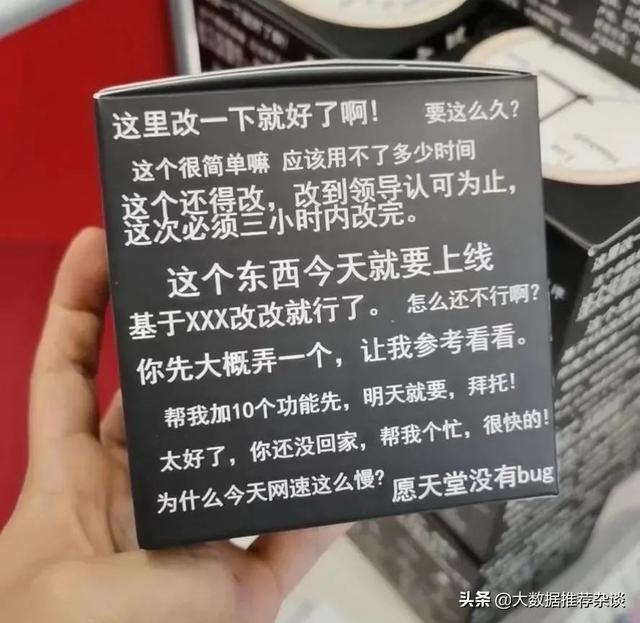 这里改一下就好了啊！
要这么久？
这个很简单嘛 应该用不了多少时间
这个还得改，改到领导认可为止，
这次必须三小时内改完。
这个东西今天就要上线
基于XXX改改就行了。
怎么还不行啊？
你先大概弄一个，让我参考看看。
帮我加10个功能先，明天就要，拜托！
太好了，你还没回家，帮我个忙，很快的！
为什么今天网速这么慢？
愿天堂没有bug
头条 @大数据推荐杂谈